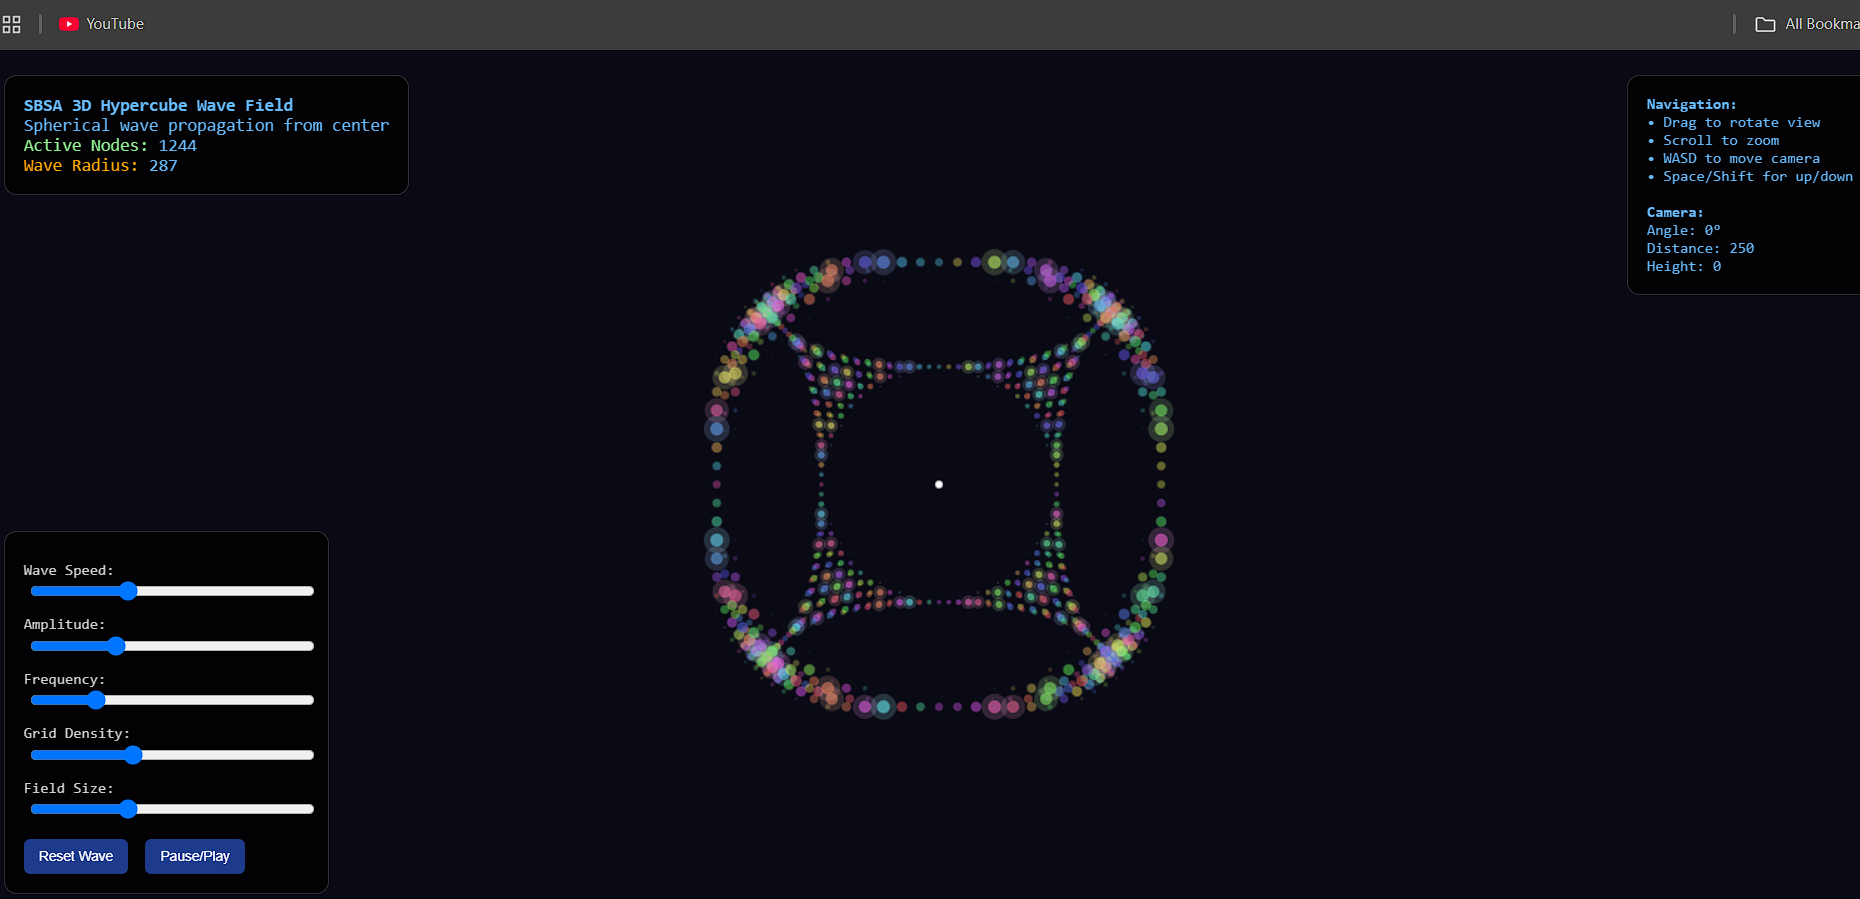 YouTube
All Bookma
SBSA 3D Hypercube Wave Field
Spherical wave propagation from center
Active Nodes: 1244
Wave Radius: 287
Navigation:
• Drag to rotate view
• Scroll to zoom
• WASD to move camera
• Space/Shift for up/down
Camera:
Angle: 0°
Distance: 250
Height: 0
Wave Speed:
Amplitude:
Frequency:
Grid Density:
Field Size:
Reset Wave
Pause/Play